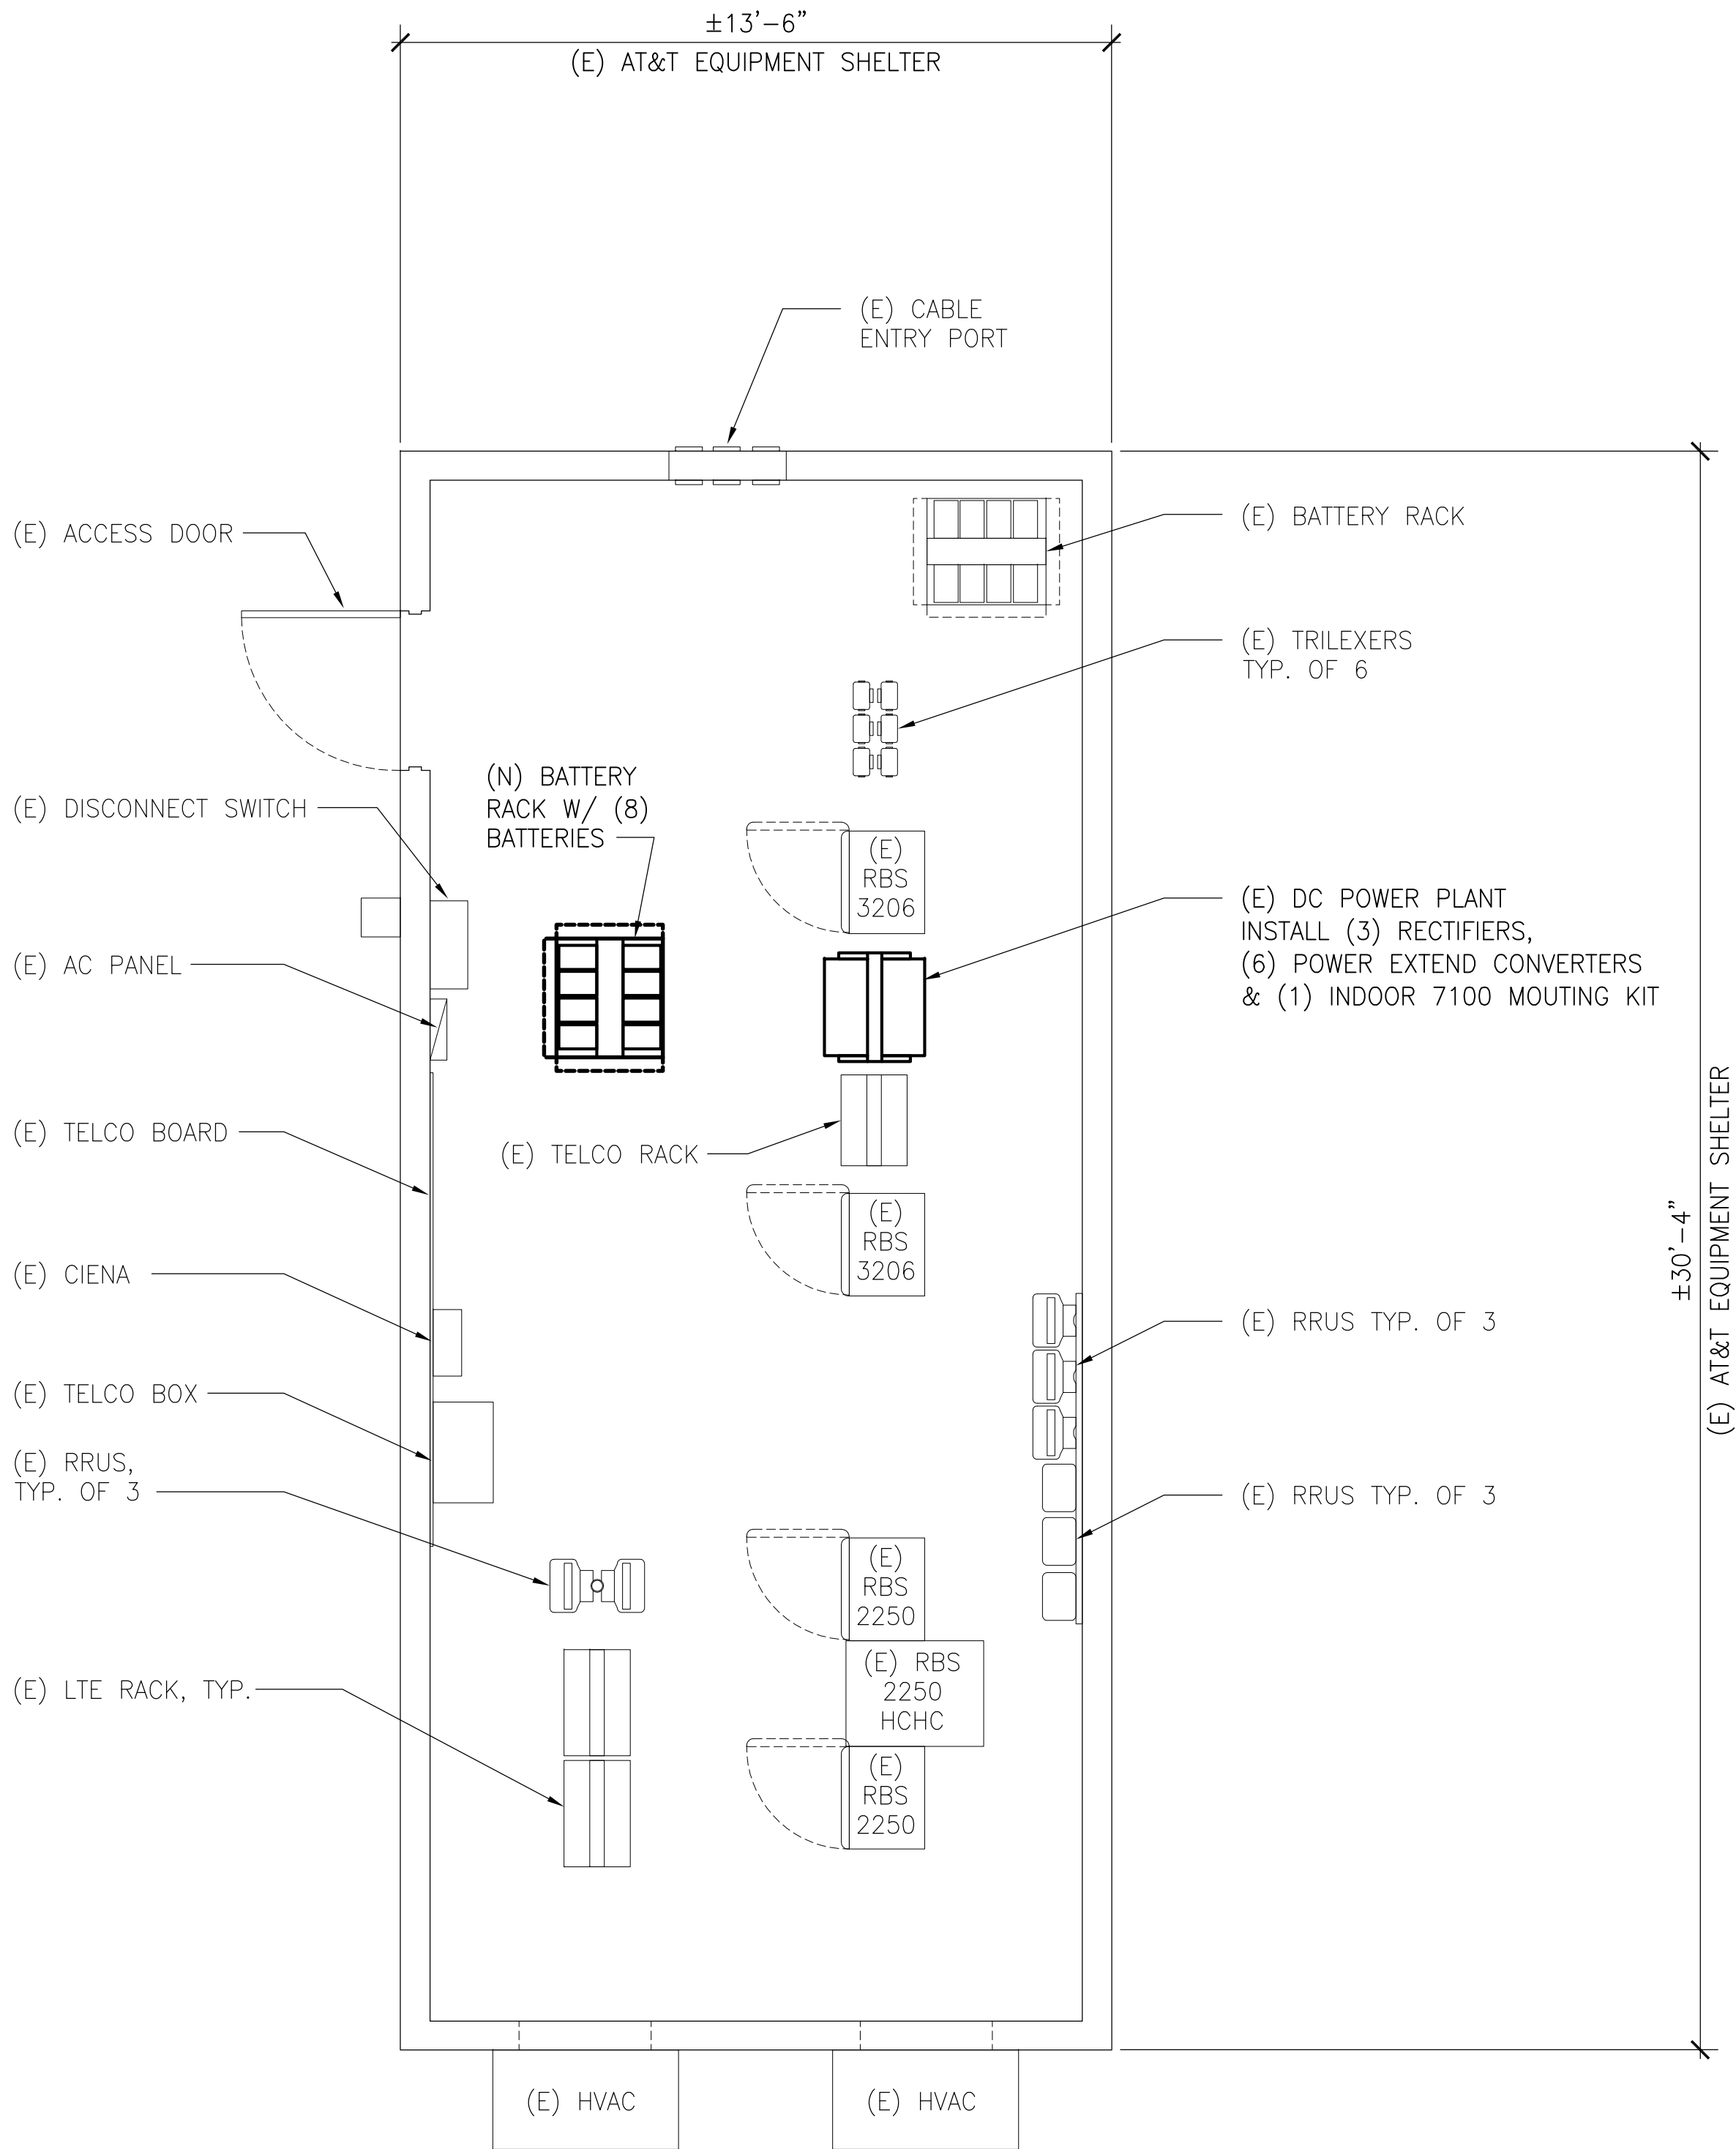 ±13'-6"
(E) AT&T EQUIPMENT SHELTER
(E) CABLE
ENTRY PORT
(E) ACCESS DOOR
(E) BATTERY RACK
(E) TRILEXERS
TYP. OF 6
(N) BATTERY
RACK W/ (8)
BATTERIES
(E) DISCONNECT SWITCH
(E)
RBS
3206
(E) DC POWER PLANT
INSTALL (3) RECTIFIERS,
(6) POWER EXTEND CONVERTERS
& (1) INDOOR 7100 MOUTING KIT
(E) AC PANEL
(E) TELCO BOARD
(E) TELCO RACK
(E)
RBS
3206
±30'-4"
(E) AT&T EQUIPMENT SHELTER
(E) CIENA
(E) RRUS TYP. OF 3
(E) TELCO BOX
(E) RRUS,
TYP. OF 3
(E) RRUS TYP. OF 3
(E)
RBS
2250
(E) RBS
2250
HCHC
(E) LTE RACK, TYP.
(E)
RBS
2250
(E) HVAC
(E) HVAC